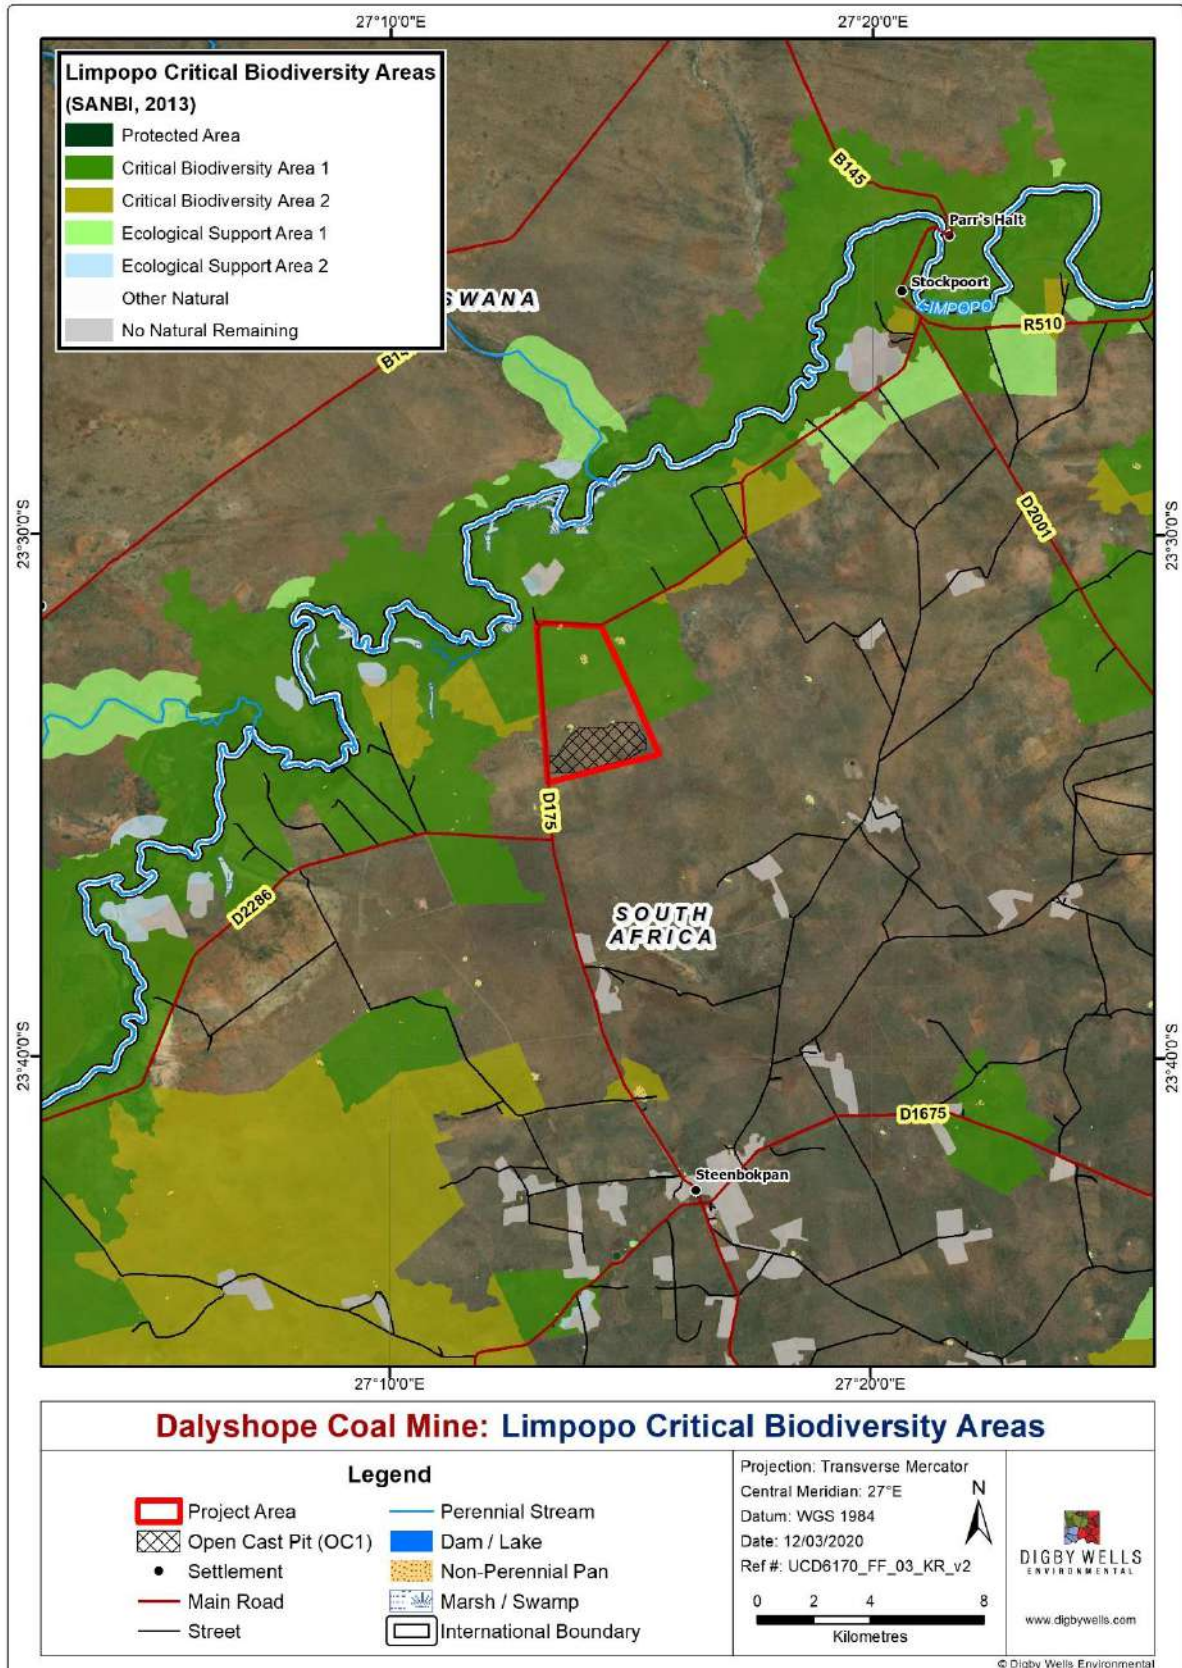 27°10'0"E
27°20'0"E
Limpopo Critical Biodiversity Areas
(SANBI, 2013)
Protected Area
Critical Biodiversity Area 1
Critical Biodiversity Area 2
Ecological Support Area 1
Ecological Support Area 2
Other Natural
No Natural Remaining
B145
Parr's Halt
Stockpoort
LIMPOPO
R510
SWANA
B14
23°30'0"S
23°30'0"S
D2001
D175
D2286
SOUTH
AFRICA
23°40'0"S
23°40'0"S
D1675
Steenbokpan
27°10'0"E
27°20'0"E
Dalyshope Coal Mine: Limpopo Critical Biodiversity Areas
Legend
Project Area
Open Cast Pit (OC1)
Settlement
Main Road
Street
Perennial Stream
Dam / Lake
Non-Perennial Pan
Marsh / Swamp
International Boundary
Projection: Transverse Mercator
Central Meridian: 27°E
Datum: WGS 1984
Date: 12/03/2020
Ref #: UCD6170_FF_03_KR_v2
N
0 2 4 8
Kilometres
DIGBY WELLS
ENVIRONMENTAL
www.digbywells.com
© Digby Wells Environmental